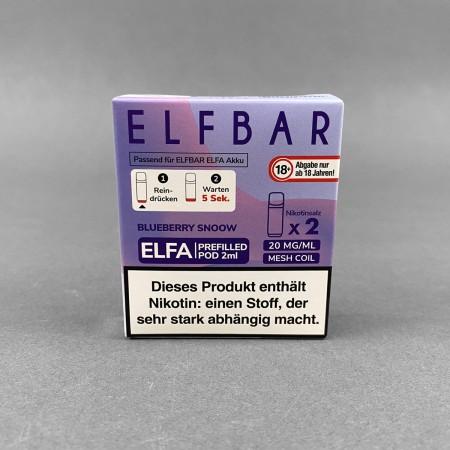 ELFBAR
Passend für ELFBAR ELFA Akku
18+ Abgabe nur
ab 18 Jahren!
1 2
Rein- Warten
drücken 5 Sek.
Nikotinsalz
x 2
BLUEBERRY SNOOW
ELFA PREFILLED
POD 2ml
20 MG/ML
MESH COIL
Dieses Produkt enthält
Nikotin: einen Stoff, der
sehr stark abhängig macht.